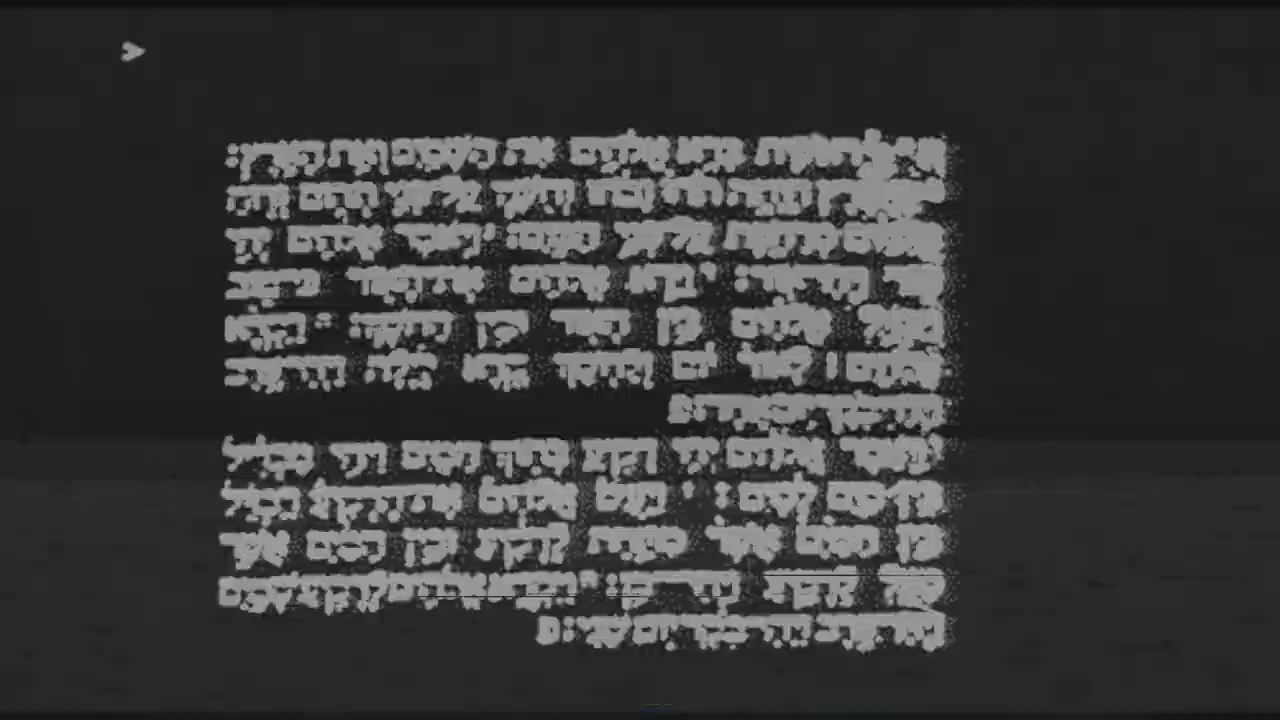 >
בראשית ברא אלהים את השמים ואת הארץ:
והארץ היתה תהו ובהו וחשך על־פני תהום ורוח
אלהים מרחפת על־פני המים: ויאמר אלהים יהי
אור ויהי־אור: וירא אלהים את־האור כי־טוב
ויבדל אלהים בין האור ובין החשך: ויקרא
אלהים ׀ לאור יום ולחשך קרא לילה ויהי־ערב
ויהי־בקר יום אחד: פ
ויאמר אלהים יהי רקיע בתוך המים ויהי מבדיל
בין מים למים: ויעש אלהים את־הרקיע ויבדל
בין המים אשר מתחת לרקיע ובין המים אשר
מעל לרקיע ויהי־כן: ויקרא אלהים לרקיע שמים
ויהי־ערב ויהי־בקר יום שני: פ